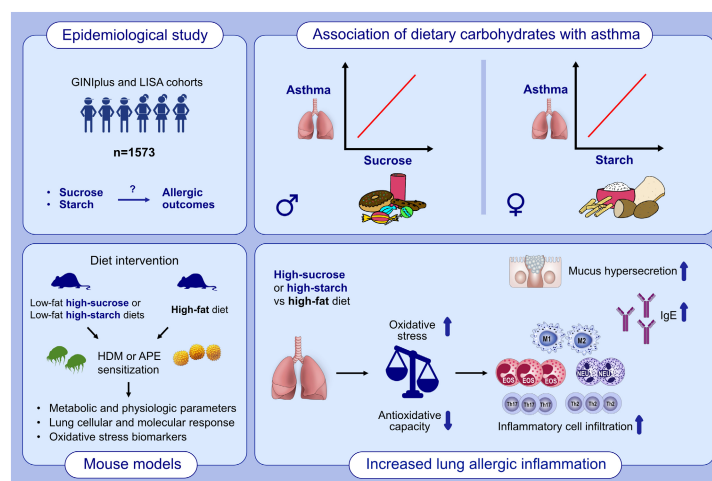 Epidemiological study
GINIplus and LISA cohorts
n=1573
• Sucrose
• Starch
?
Allergic
outcomes
Association of dietary carbohydrates with asthma
Asthma
Sucrose
♂
Asthma
Starch
♀
Diet intervention
Low-fat high-sucrose or
Low-fat high-starch diets
High-fat diet
HDM or APE
sensitization
• Metabolic and physiologic parameters
• Lung cellular and molecular response
• Oxidative stress biomarkers
Mouse models
High-sucrose
or high-starch
vs high-fat diet
Oxidative
stress
Antioxidative
capacity
Mucus hypersecretion
IgE
M1
M2
EOS EOS EOS
NEU NEU
Th17 Th17 Th17
Th2 Th2 Th2
Inflammatory cell infiltration
Increased lung allergic inflammation